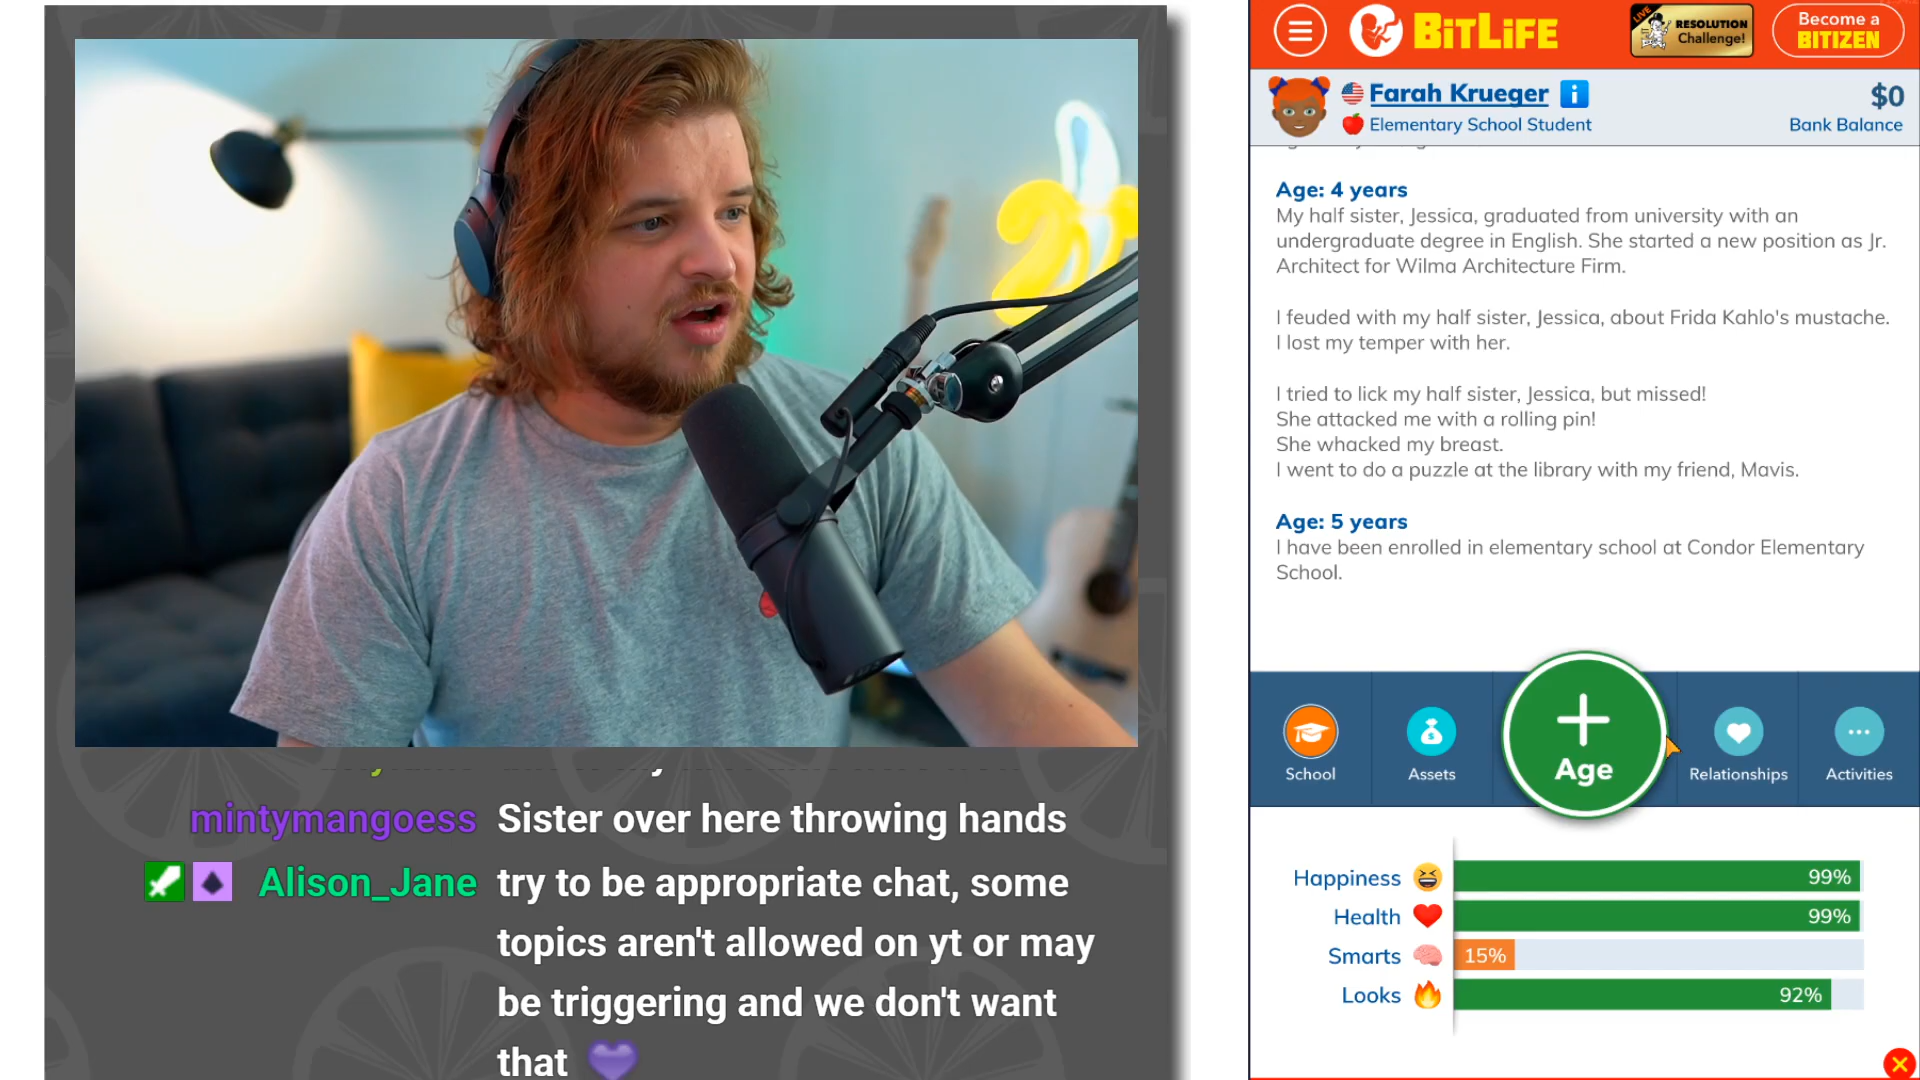 mintymangoess Sister over here throwing hands
Alison_Jane try to be appropriate chat, some
topics aren't allowed on yt or may
be triggering and we don't want
that 💜
BITLIFE
LIVE
RESOLUTION
Challenge!
Become a
BITIZEN
Farah Krueger
$0
Elementary School Student
Bank Balance
Age: 4 years
My half sister, Jessica, graduated from university with an
undergraduate degree in English. She started a new position as Jr.
Architect for Wilma Architecture Firm.
I feuded with my half sister, Jessica, about Frida Kahlo's mustache.
I lost my temper with her.
I tried to lick my half sister, Jessica, but missed!
She attacked me with a rolling pin!
She whacked my breast.
I went to do a puzzle at the library with my friend, Mavis.
Age: 5 years
I have been enrolled in elementary school at Condor Elementary
School.
School
Assets
Age
Relationships
Activities
Happiness 99%
Health 99%
Smarts 15%
Looks 92%